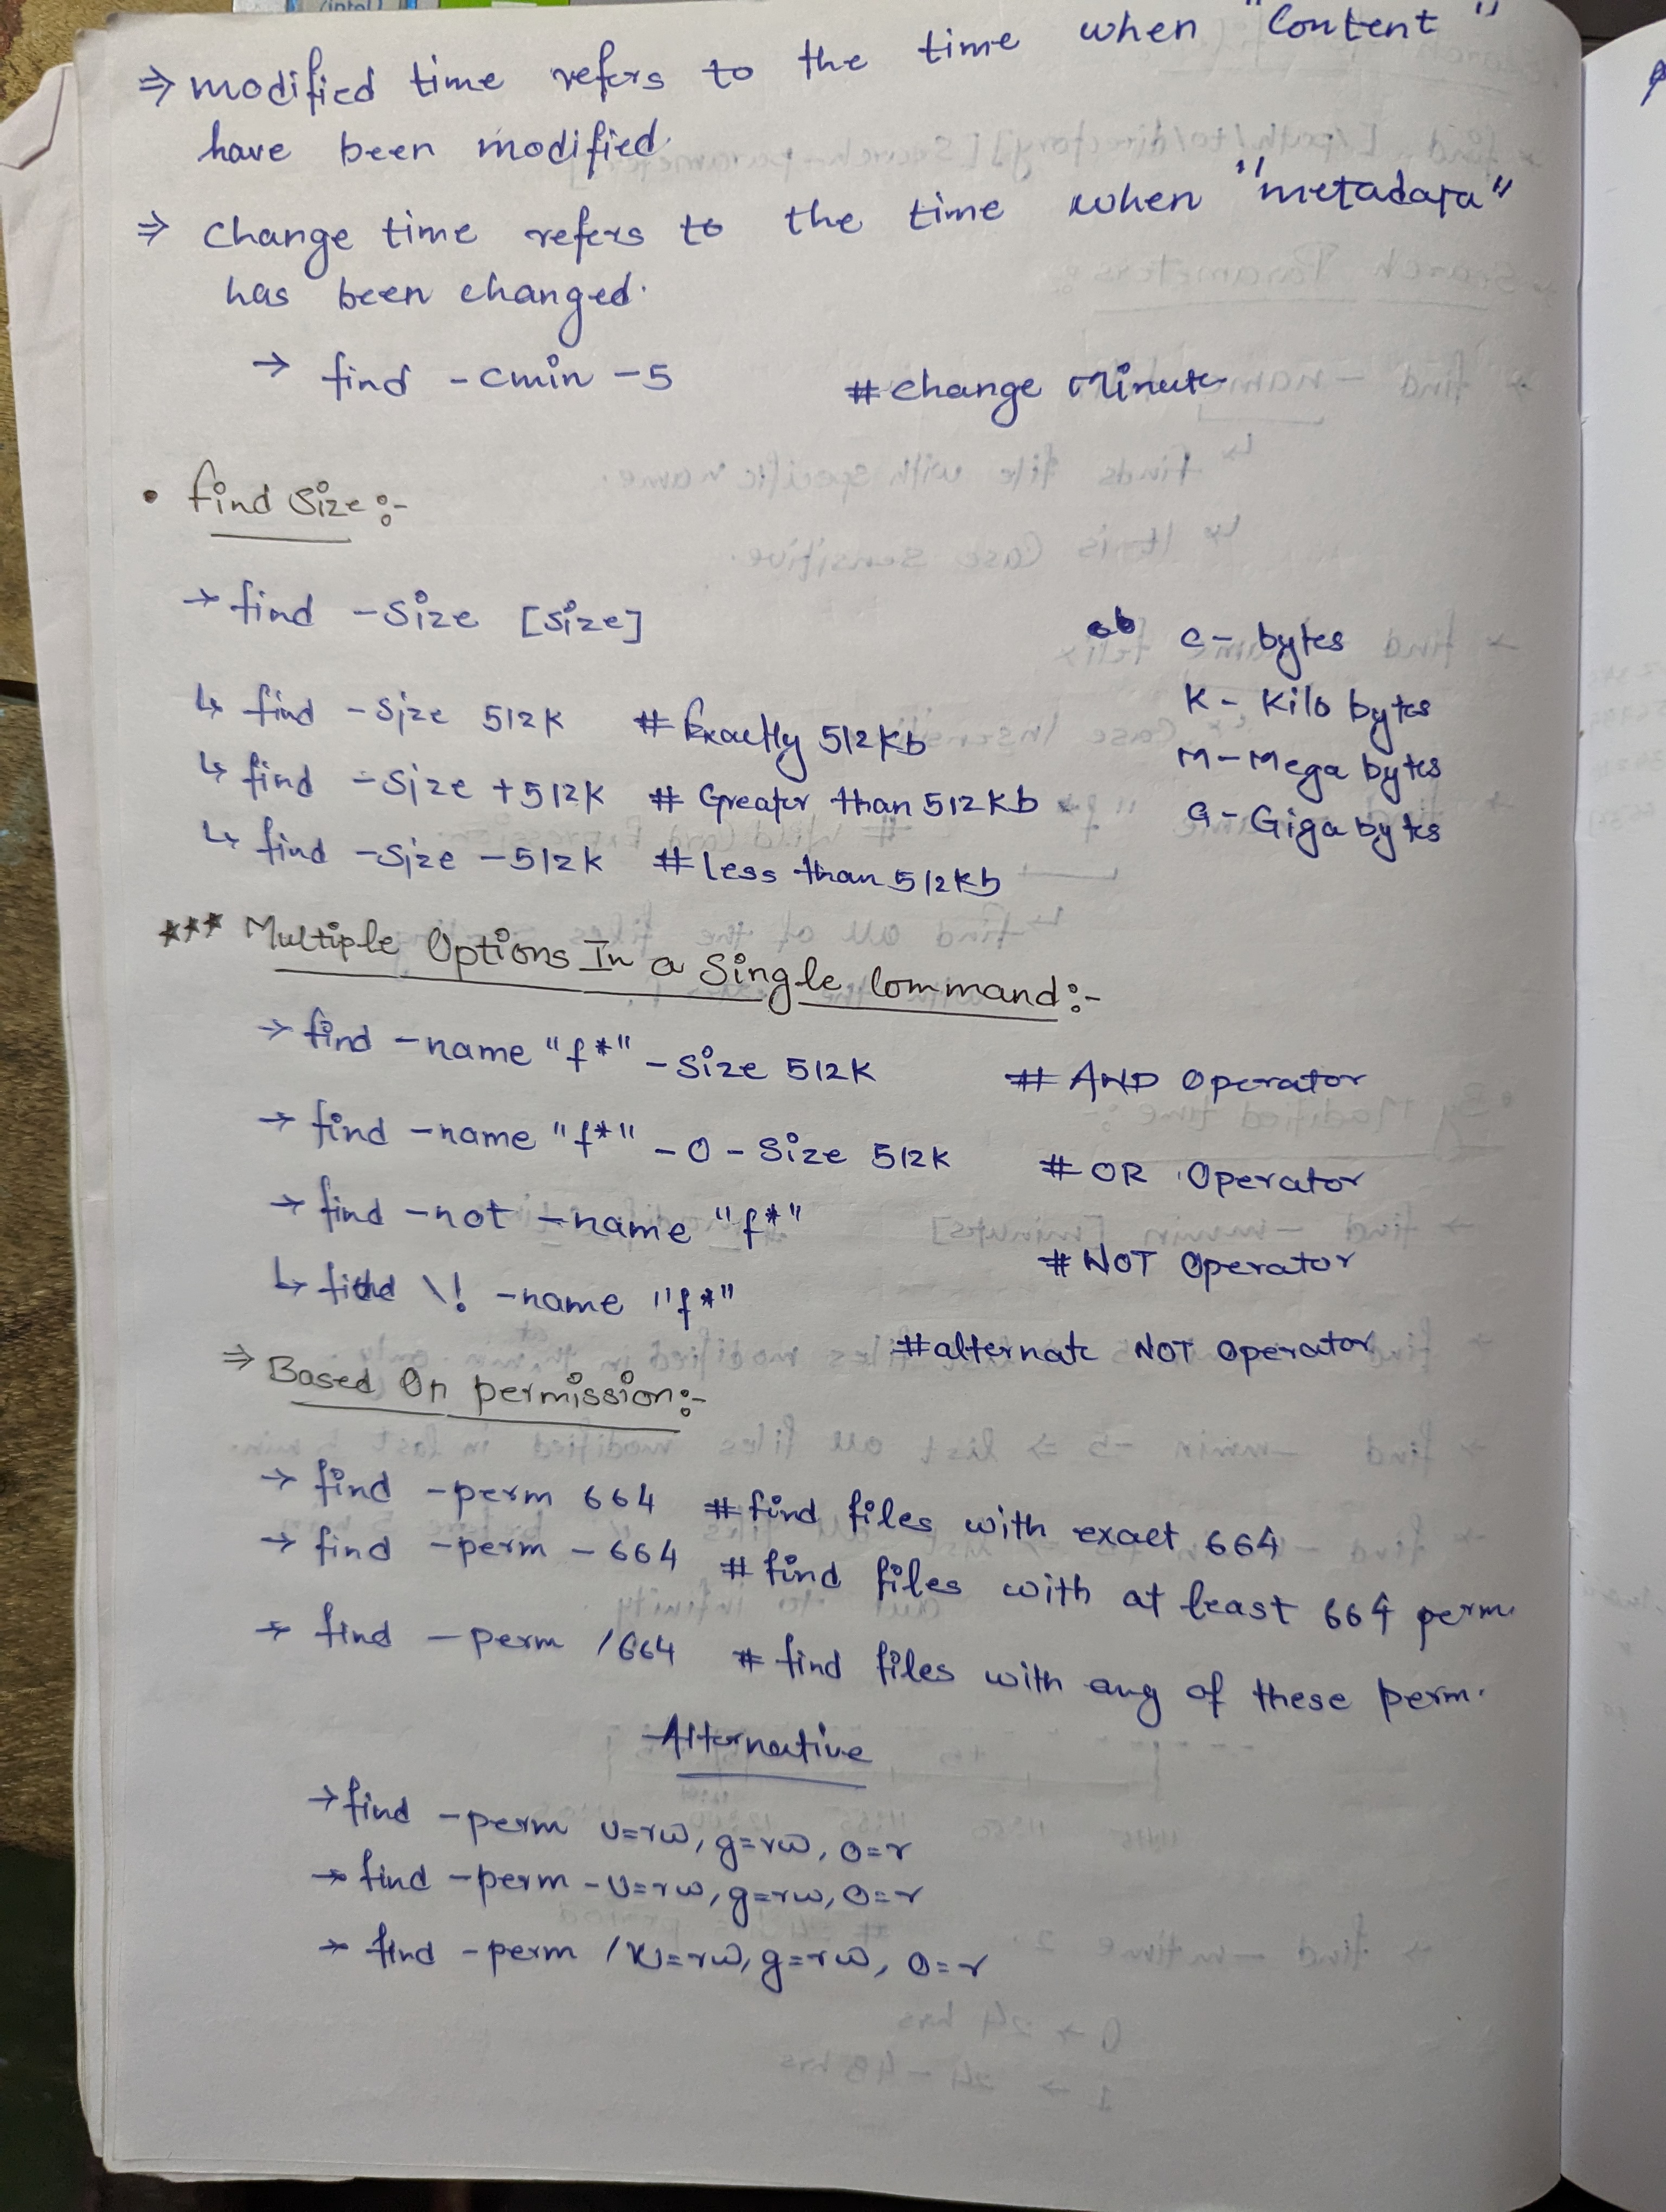 ⇒ modified time refers to the time when "Content"
have been modified.
⇒ change time refers to the time when "metadata"
has been changed.
→ find -cmin -5 #change Minute
• find Size:-
→ find -Size [Size]
c - bytes
K - Kilo bytes
↳ find -Size 512K #Exactly 512Kb
M - Mega bytes
↳ find -Size +512K # Greater than 512Kb
G - Giga bytes
↳ find -Size -512K #Less than 512Kb
*** Multiple Options In a Single Command:-
→ find -name "f*" -Size 512K # AND Operator
→ find -name "f*" -O -Size 512K # OR Operator
→ find -not -name "f*" # NOT Operator
↳ find \! -name "f*" #alternate NOT Operator
⇒ Based On permission:-
→ find -perm 664 #find files with exact 664
→ find -perm -664 #find files with at least 664 perm.
→ find -perm /664 # find files with any of these perm.
Alternative
→ find -perm U=rw,g=rw,O=r
→ find -perm -U=rw,g=rw,O=r
→ find -perm /U=rw,g=rw,O=r